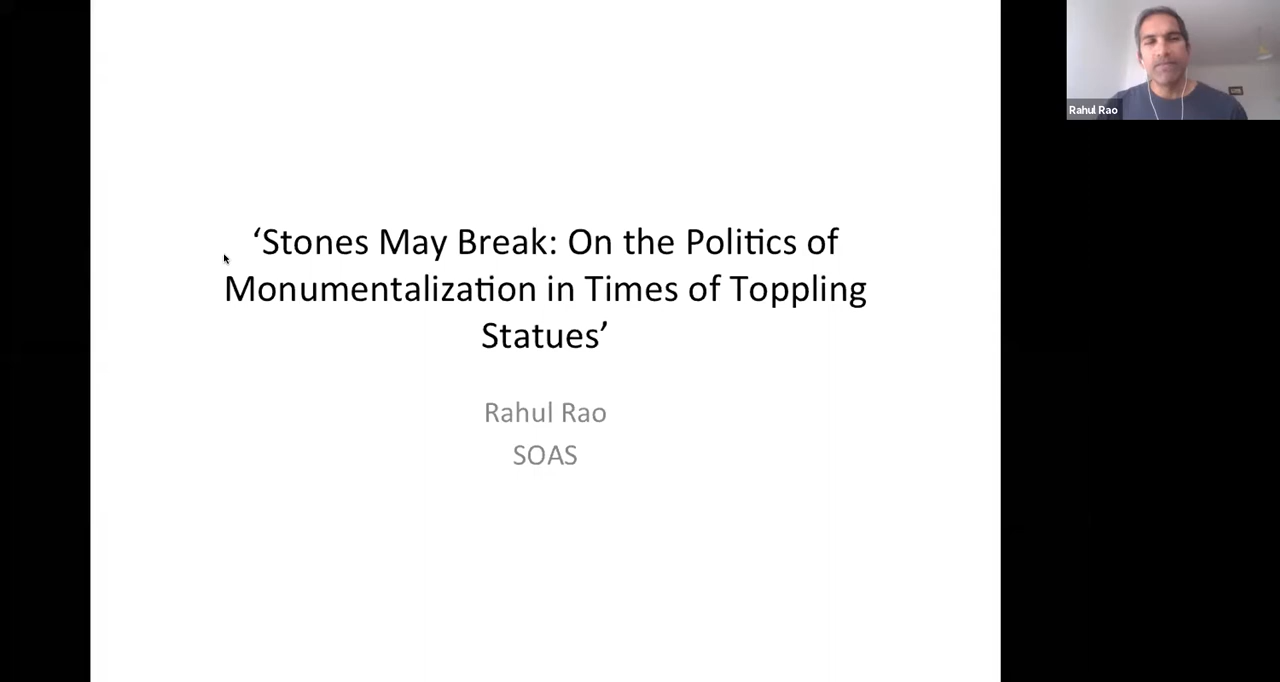 ‘Stones May Break: On the Politics of
Monumentalization in Times of Toppling
Statues’
Rahul Rao
SOAS
Rahul Rao